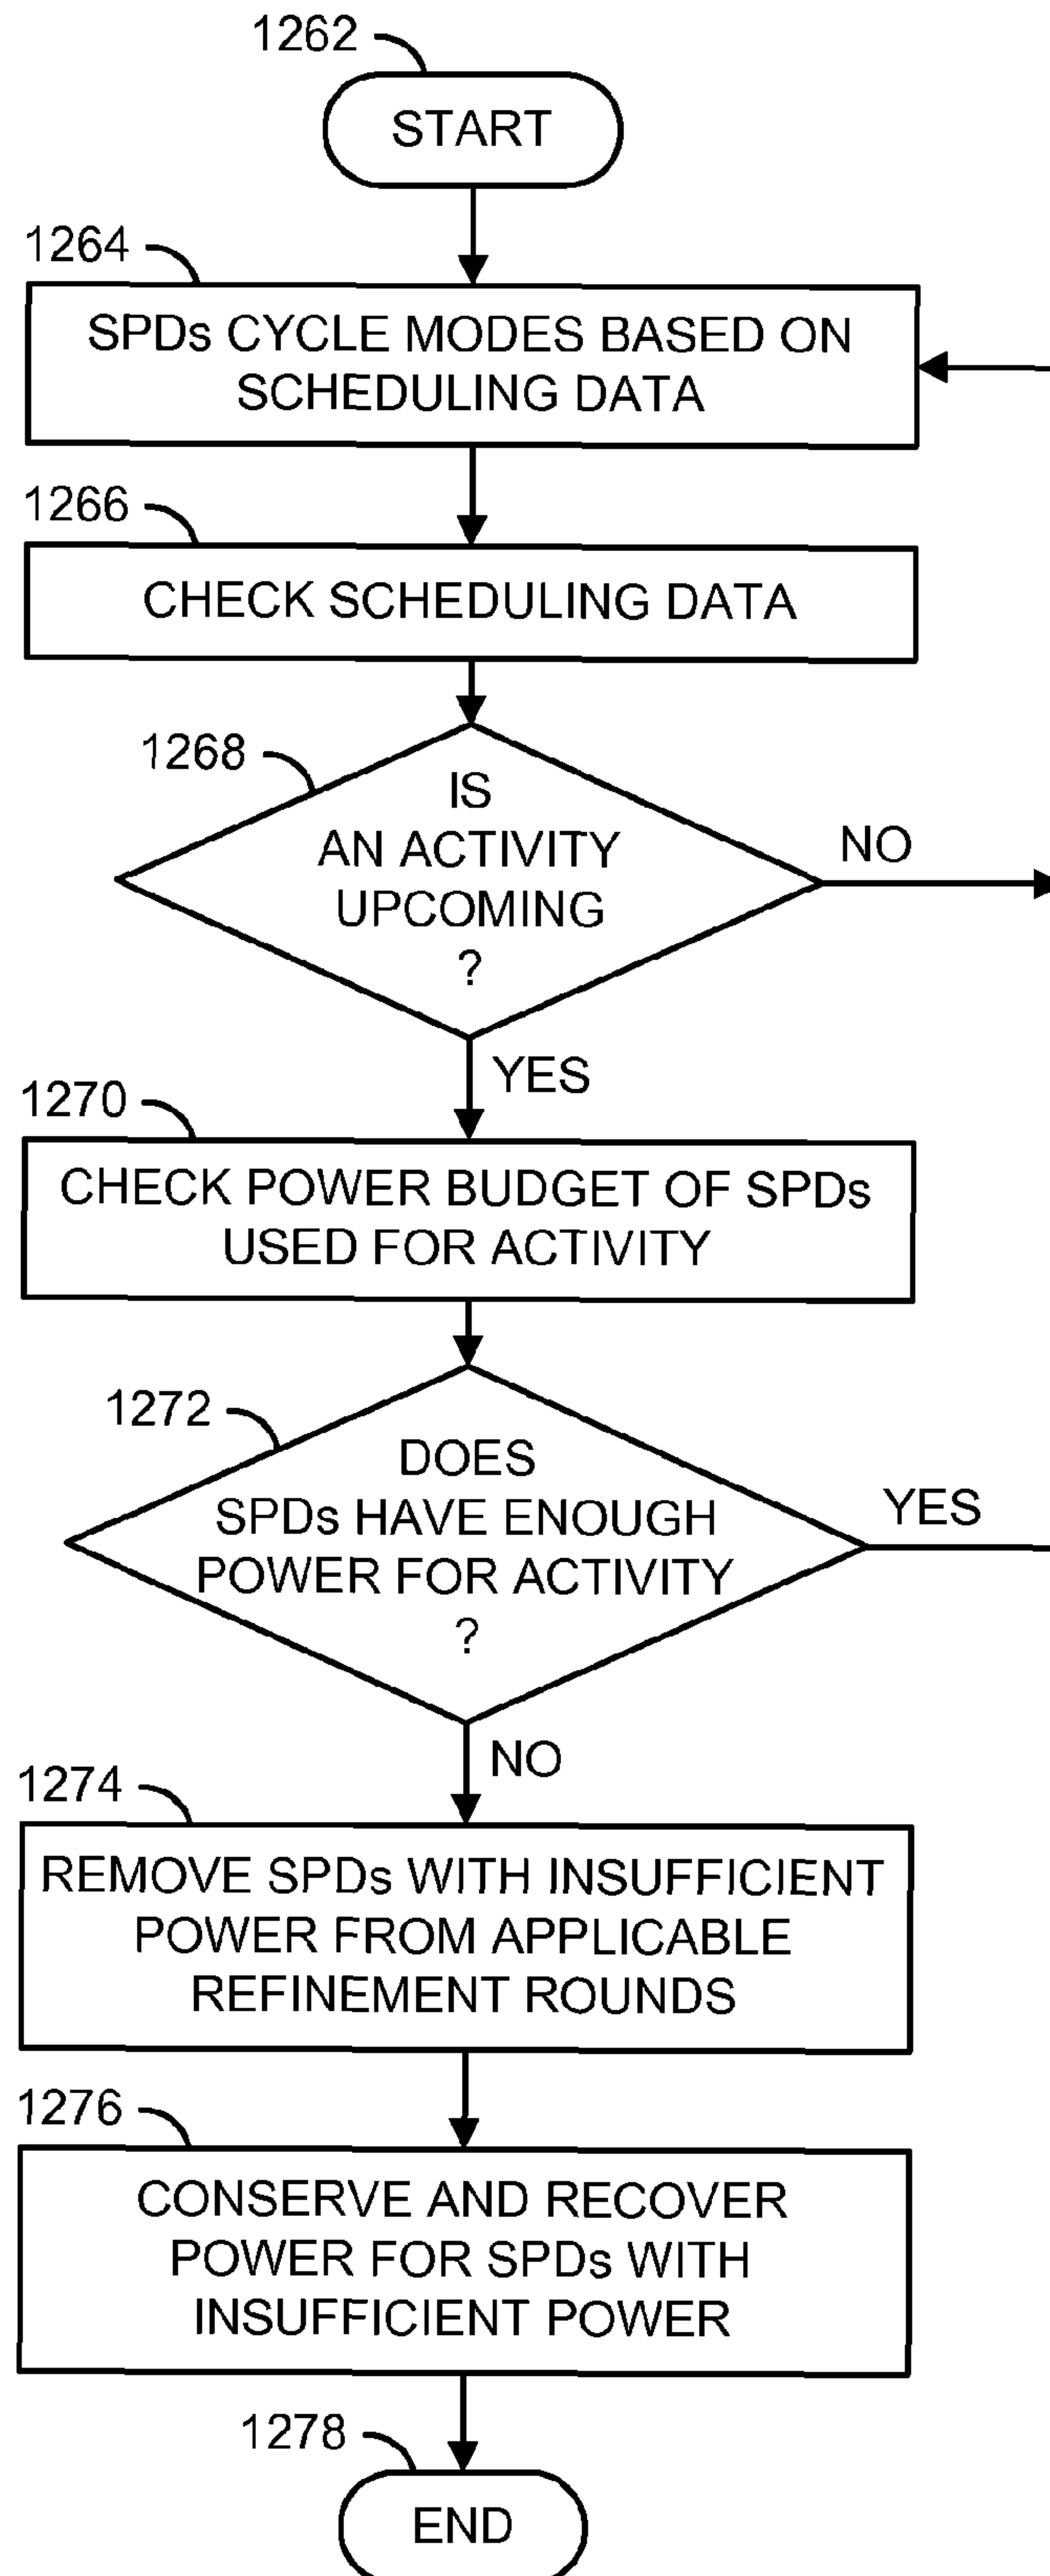 1262
START
1264
SPDs CYCLE MODES BASED ON
SCHEDULING DATA
1266
CHECK SCHEDULING DATA
1268
IS
AN ACTIVITY
UPCOMING
?
NO
YES
1270
CHECK POWER BUDGET OF SPDs
USED FOR ACTIVITY
1272
DOES
SPDs HAVE ENOUGH
POWER FOR ACTIVITY
?
YES
NO
1274
REMOVE SPDs WITH INSUFFICIENT
POWER FROM APPLICABLE
REFINEMENT ROUNDS
1276
CONSERVE AND RECOVER
POWER FOR SPDs WITH
INSUFFICIENT POWER
1278
END